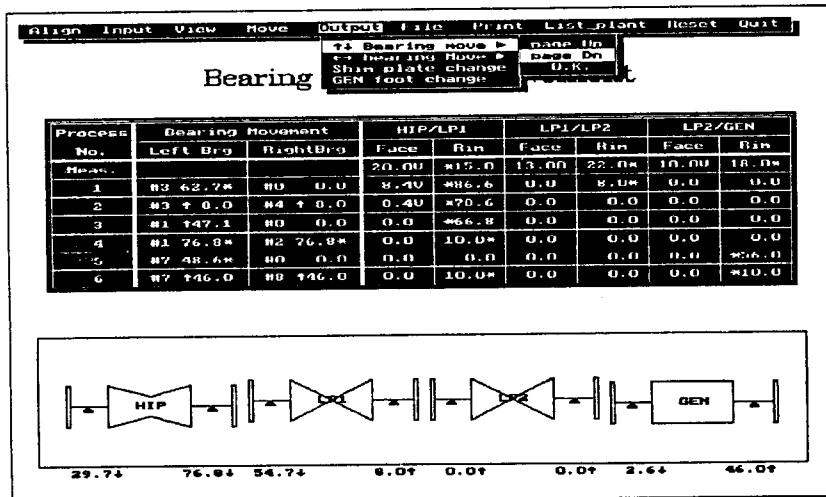 Align Input View Move Output File Print List_plant Reset Quit
↑↓ Bearing move ► page Up
↔ bearing Move ► page Dn
Shim plate change O.K.
GEN foot change
Bearing
Process Bearing Movement HIP/LP1 LP1/LP2 LP2/GEN
No. Left Brg RightBrg Face Rim Face Rim Face Rim
Meas. 20.0U *15.0 13.0 22.0* 10.0U 18.0*
1 #3 62.7* #0 0.0 8.4U *86.6 0.0 8.0* 0.0 0.0
2 #3 ↑ 8.0 #4 ↑ 8.0 0.4U *70.6 0.0 0.0 0.0 0.0
3 #1 ↑47.1 #0 0.0 0.0 *66.8 0.0 0.0 0.0 0.0
4 #1 76.8* #2 76.8* 0.0 10.0* 0.0 0.0 0.0 0.0
5 #7 48.6* #0 0.0 0.0 0.0 0.0 0.0 0.0 *56.0
6 #7 ↑46.0 #8 ↑46.0 0.0 10.0* 0.0 0.0 0.0 *10.0
HIP LP1 LP2 GEN
29.7↓ 76.8↓ 54.7↓ 8.0↑ 0.0↑ 0.0↑ 2.6↓ 46.0↑